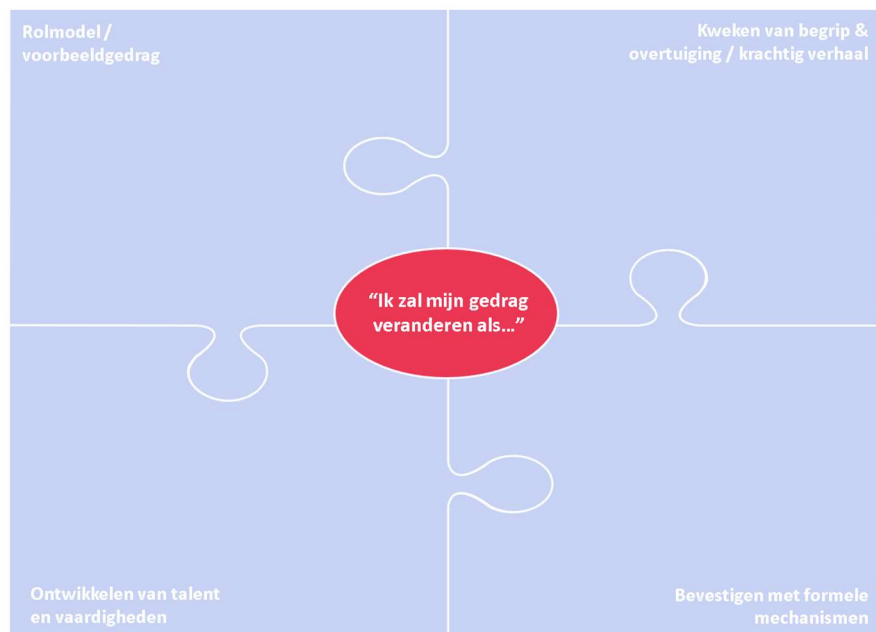 Rolmodel /
voorbeeldgedrag
Kweken van begrip &
overtuiging / krachtig verhaal
“Ik zal mijn gedrag
veranderen als...”
Ontwikkelen van talent
en vaardigheden
Bevestigen met formele
mechanismen